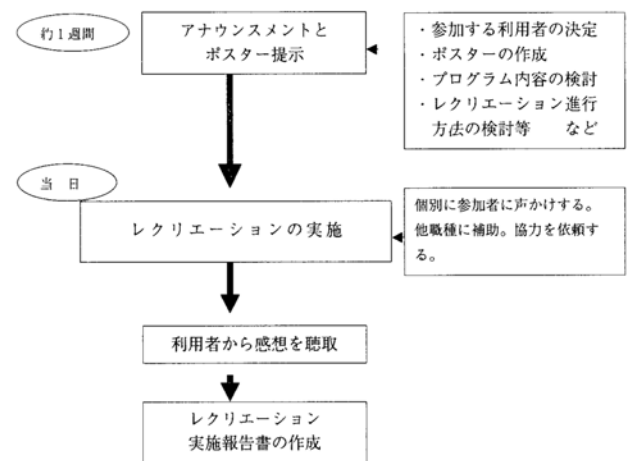 約1週間
アナウンスメントと
ポスター提示
・参加する利用者の決定
・ポスターの作成
・プログラム内容の検討
・レクリエーション進行
方法の検討等　など
当 日
レクリエーションの実施
個別に参加者に声かけする。
他職種に補助。協力を依頼す
る。
利用者から感想を聴取
レクリエーション
実施報告書の作成